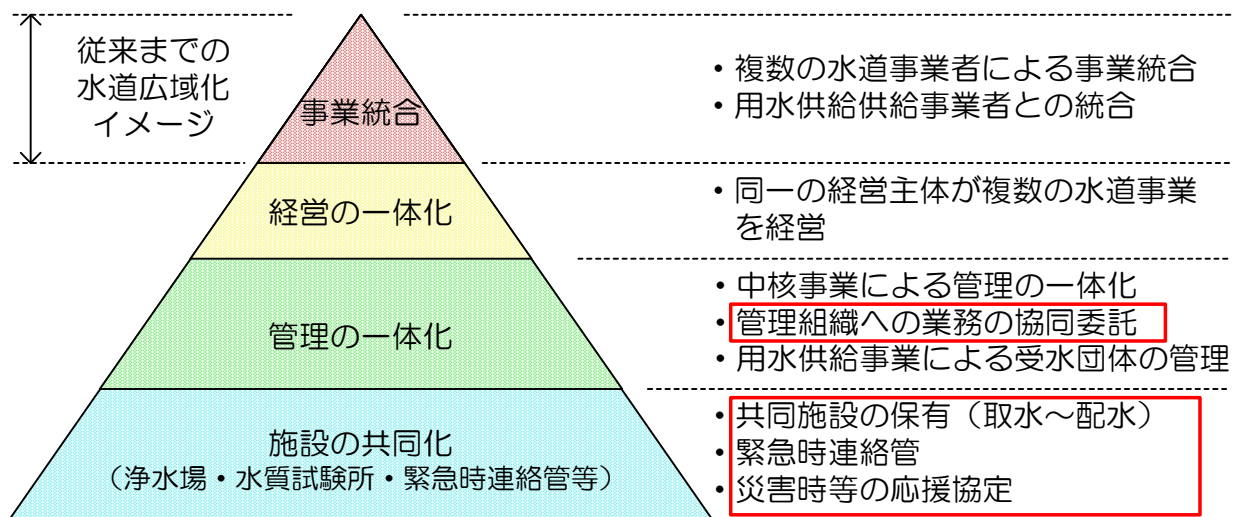 従来までの
水道広域化
イメージ
事業統合
・複数の水道事業者による事業統合
・用水供給供給事業者との統合
経営の一体化
・同一の経営主体が複数の水道事業
を経営
管理の一体化
・中核事業による管理の一体化
・管理組織への業務の協同委託
・用水供給事業による受水団体の管理
施設の共同化
（浄水場・水質試験所・緊急時連絡管等）
・共同施設の保有（取水～配水）
・緊急時連絡管
・災害時等の応援協定